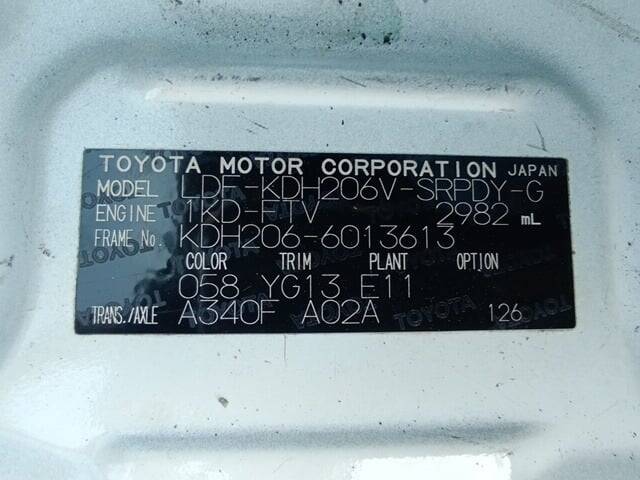 TOYOTA MOTOR CORPORATION JAPAN
MODEL LDF-KDH206V-SRPDY-G
ENGINE 1KD-FTV 2982 mL
FRAME No. KDH206-6013613
COLOR TRIM PLANT OPTION
058 YG13 E11
TRANS./AXLE A340F A02A 126